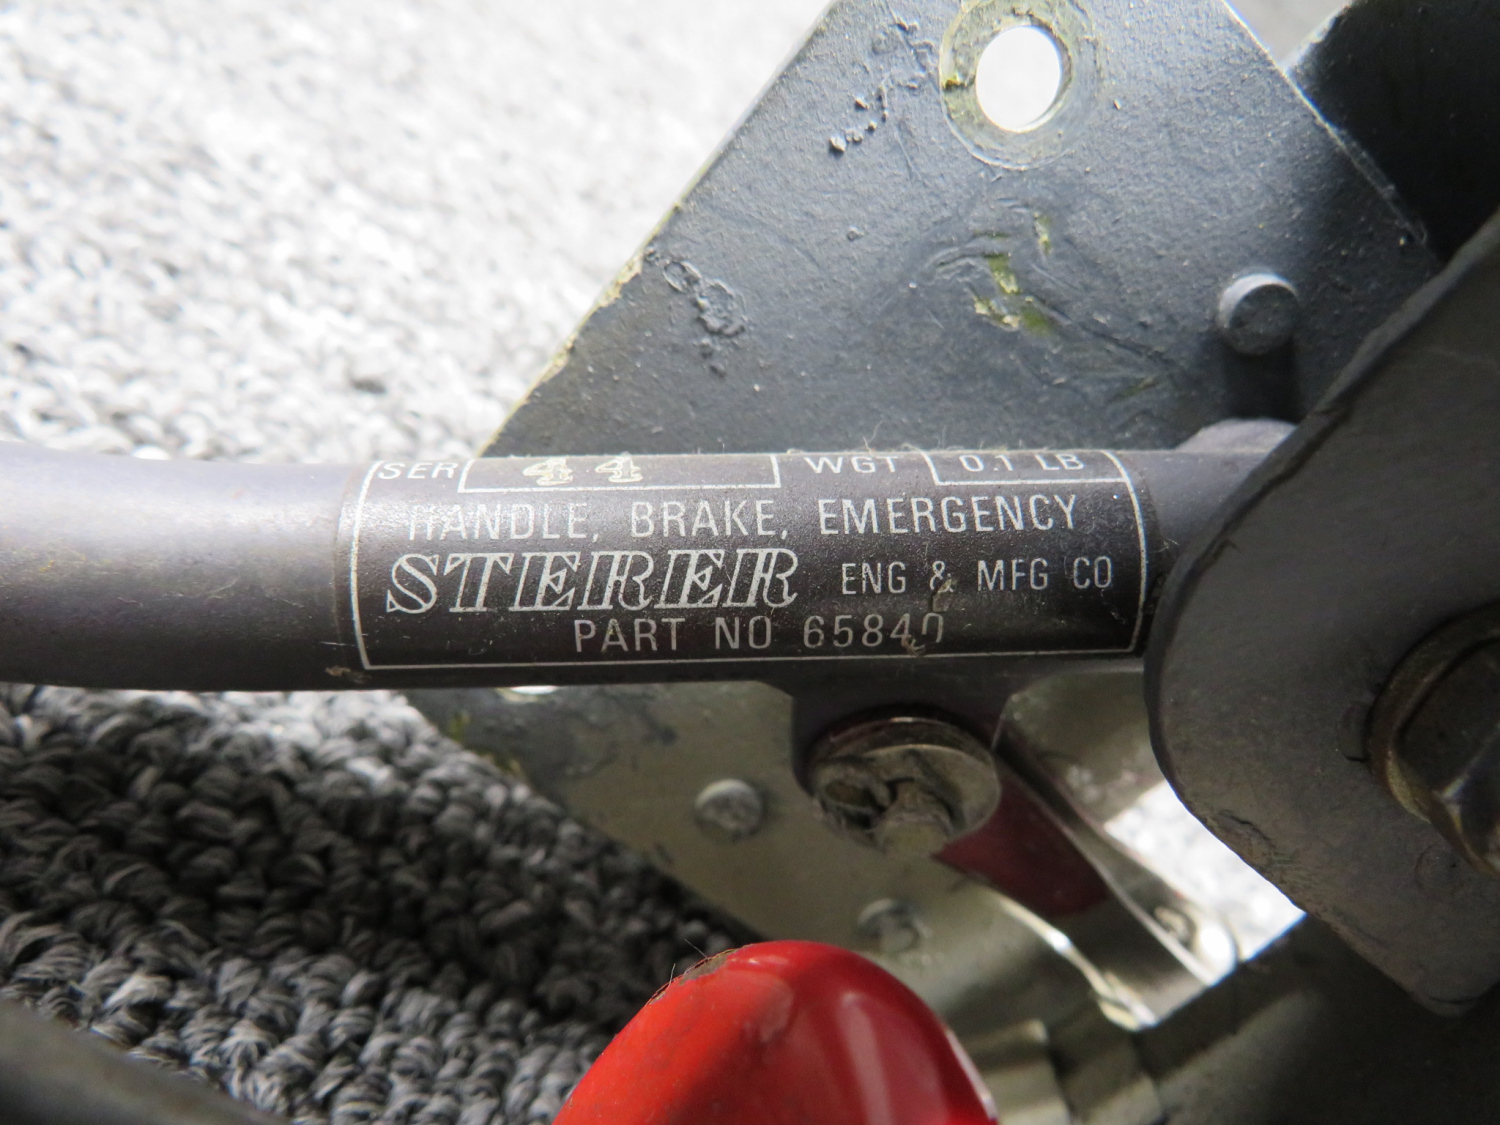 SER 44 WGT 0.1 LB
HANDLE, BRAKE, EMERGENCY
STERER ENG & MFG CO
PART NO 65840